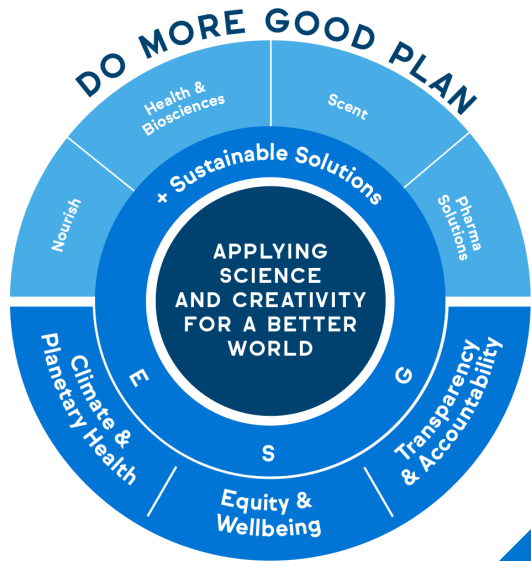 DO MORE GOOD PLAN
Nourish
Health &
Biosciences
Scent
Pharma
Solutions
+ Sustainable Solutions
APPLYING
SCIENCE
AND CREATIVITY
FOR A BETTER
WORLD
E
S
G
Climate &
Planetary Health
Equity &
Wellbeing
Transparency
& Accountability